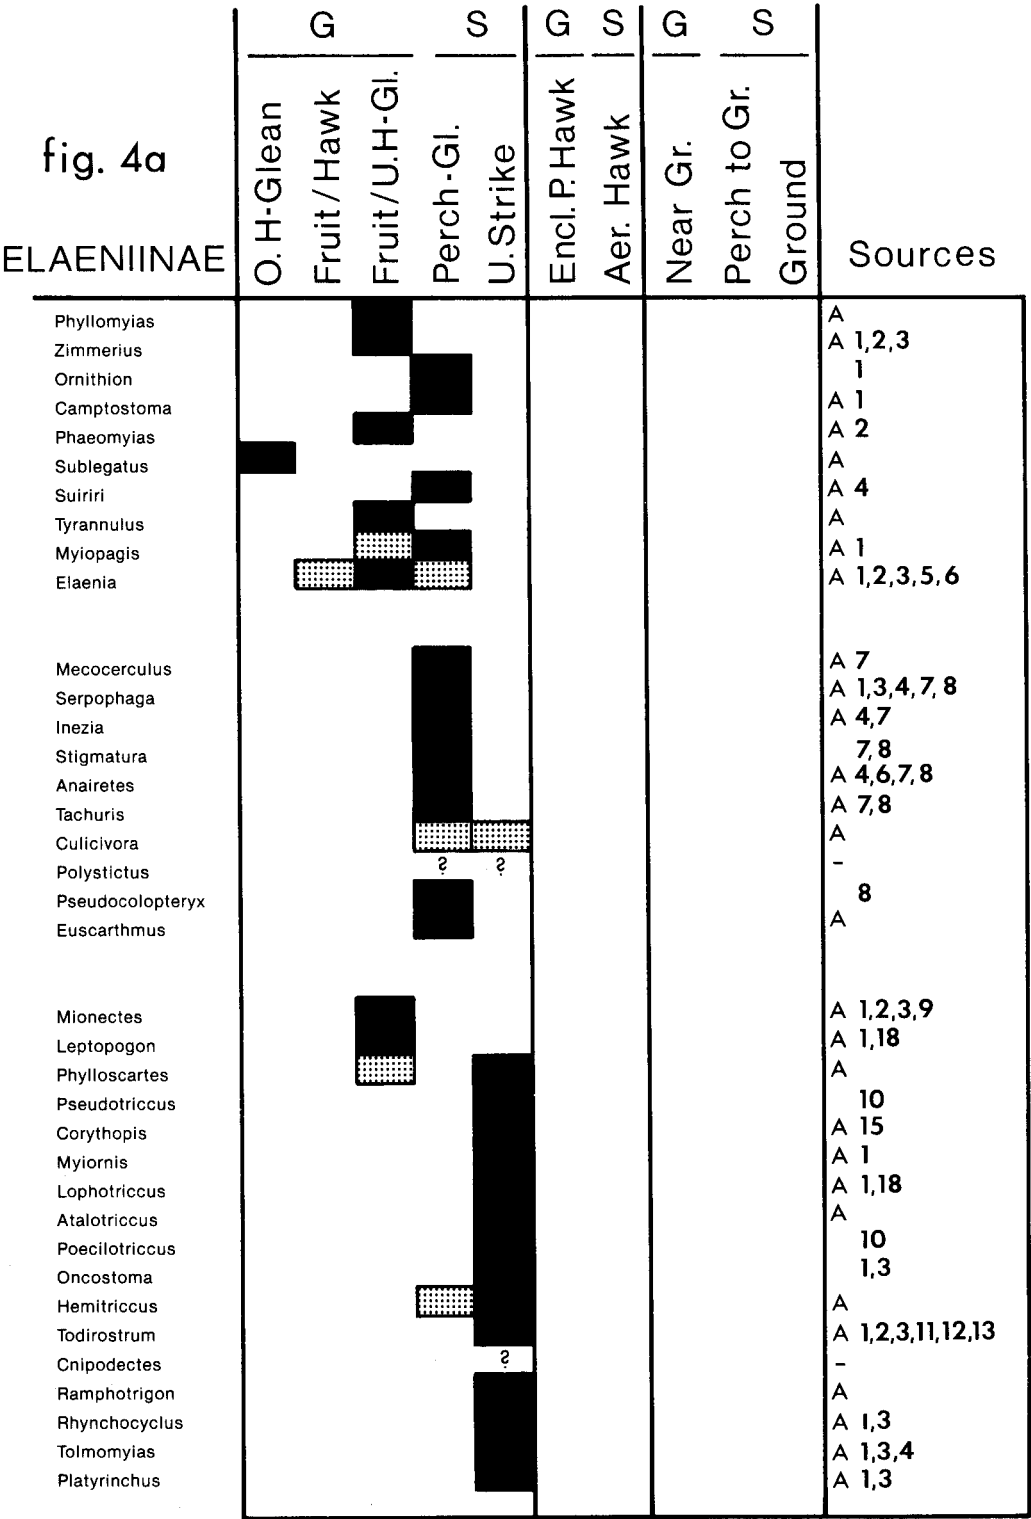 G S G S G S
fig. 4a
ELAENIINAE O. H-Glean Fruit/Hawk Fruit/U.H-Gl. Perch-Gl. U.Strike Encl.P.Hawk Aer. Hawk Near Gr. Perch to Gr. Ground Sources
Phyllomyias A
Zimmerius A 1,2,3
Ornithion 1
Camptostoma A 1
Phaeomyias A 2
Sublegatus A
Suiriri A 4
Tyrannulus A
Myiopagis A 1
Elaenia A 1,2,3,5,6
Mecocerculus A 7
Serpophaga A 1,3,4,7,8
Inezia A 4,7
Stigmatura 7,8
Anairetes A 4,6,7,8
Tachuris A 7,8
Culicivora A
Polystictus ? ? –
Pseudocolopteryx 8
Euscarthmus A
Mionectes A 1,2,3,9
Leptopogon A 1,18
Phylloscartes A
Pseudotriccus 10
Corythopis A 15
Myiornis A 1
Lophotriccus A 1,18
Atalotriccus A
Poecilotriccus 10
Oncostoma 1,3
Hemitriccus A
Todirostrum A 1,2,3,11,12,13
Cnipodectes ? –
Ramphotrigon A
Rhynchocyclus A 1,3
Tolmomyias A 1,3,4
Platyrinchus A 1,3